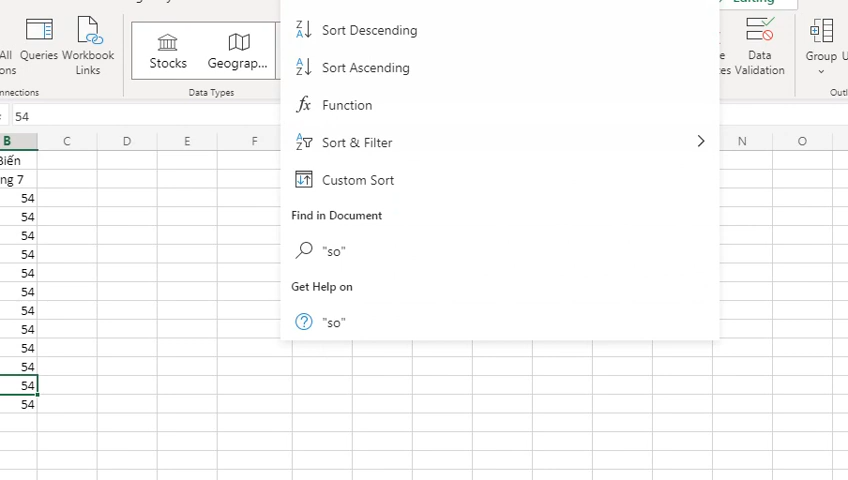 Editing
Sort Descending
All
Queries
Workbook
Links
Stocks
Geograp...
Data
Validation
Group
Data Types
54
Sort Ascending
Function
Sort & Filter
Custom Sort
Find in Document
"so"
Get Help on
"so"
B C D E F N O
Biến
ng 7
54
54
54
54
54
54
54
54
54
54
54
54